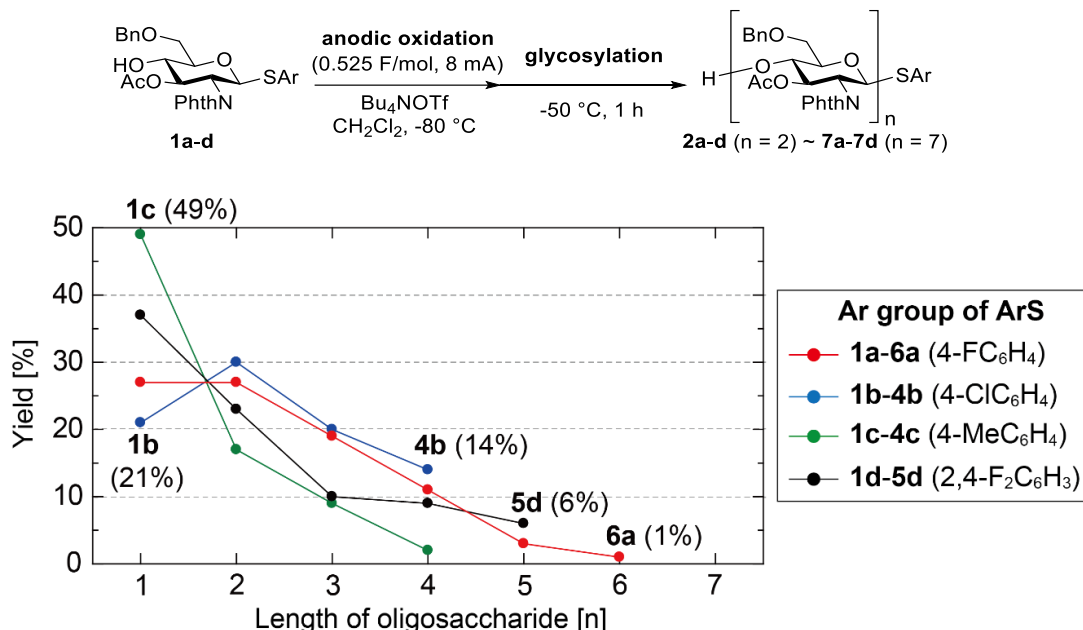 BnO
HO
AcO
PhthN
O
SAr
1a-d
anodic oxidation
(0.525 F/mol, 8 mA)
Bu4NOTf
CH2Cl2, -80 °C
glycosylation
-50 °C, 1 h
BnO
H
O
AcO
PhthN
O
SAr
n
2a-d (n = 2) ~ 7a-7d (n = 7)
1c (49%)
1b
(21%)
4b (14%)
5d (6%)
6a (1%)
50
40
30
20
10
0
Yield [%]
1 2 3 4 5 6 7
Length of oligosaccharide [n]
Ar group of ArS
1a-6a (4-FC6H4)
1b-4b (4-ClC6H4)
1c-4c (4-MeC6H4)
1d-5d (2,4-F2C6H3)